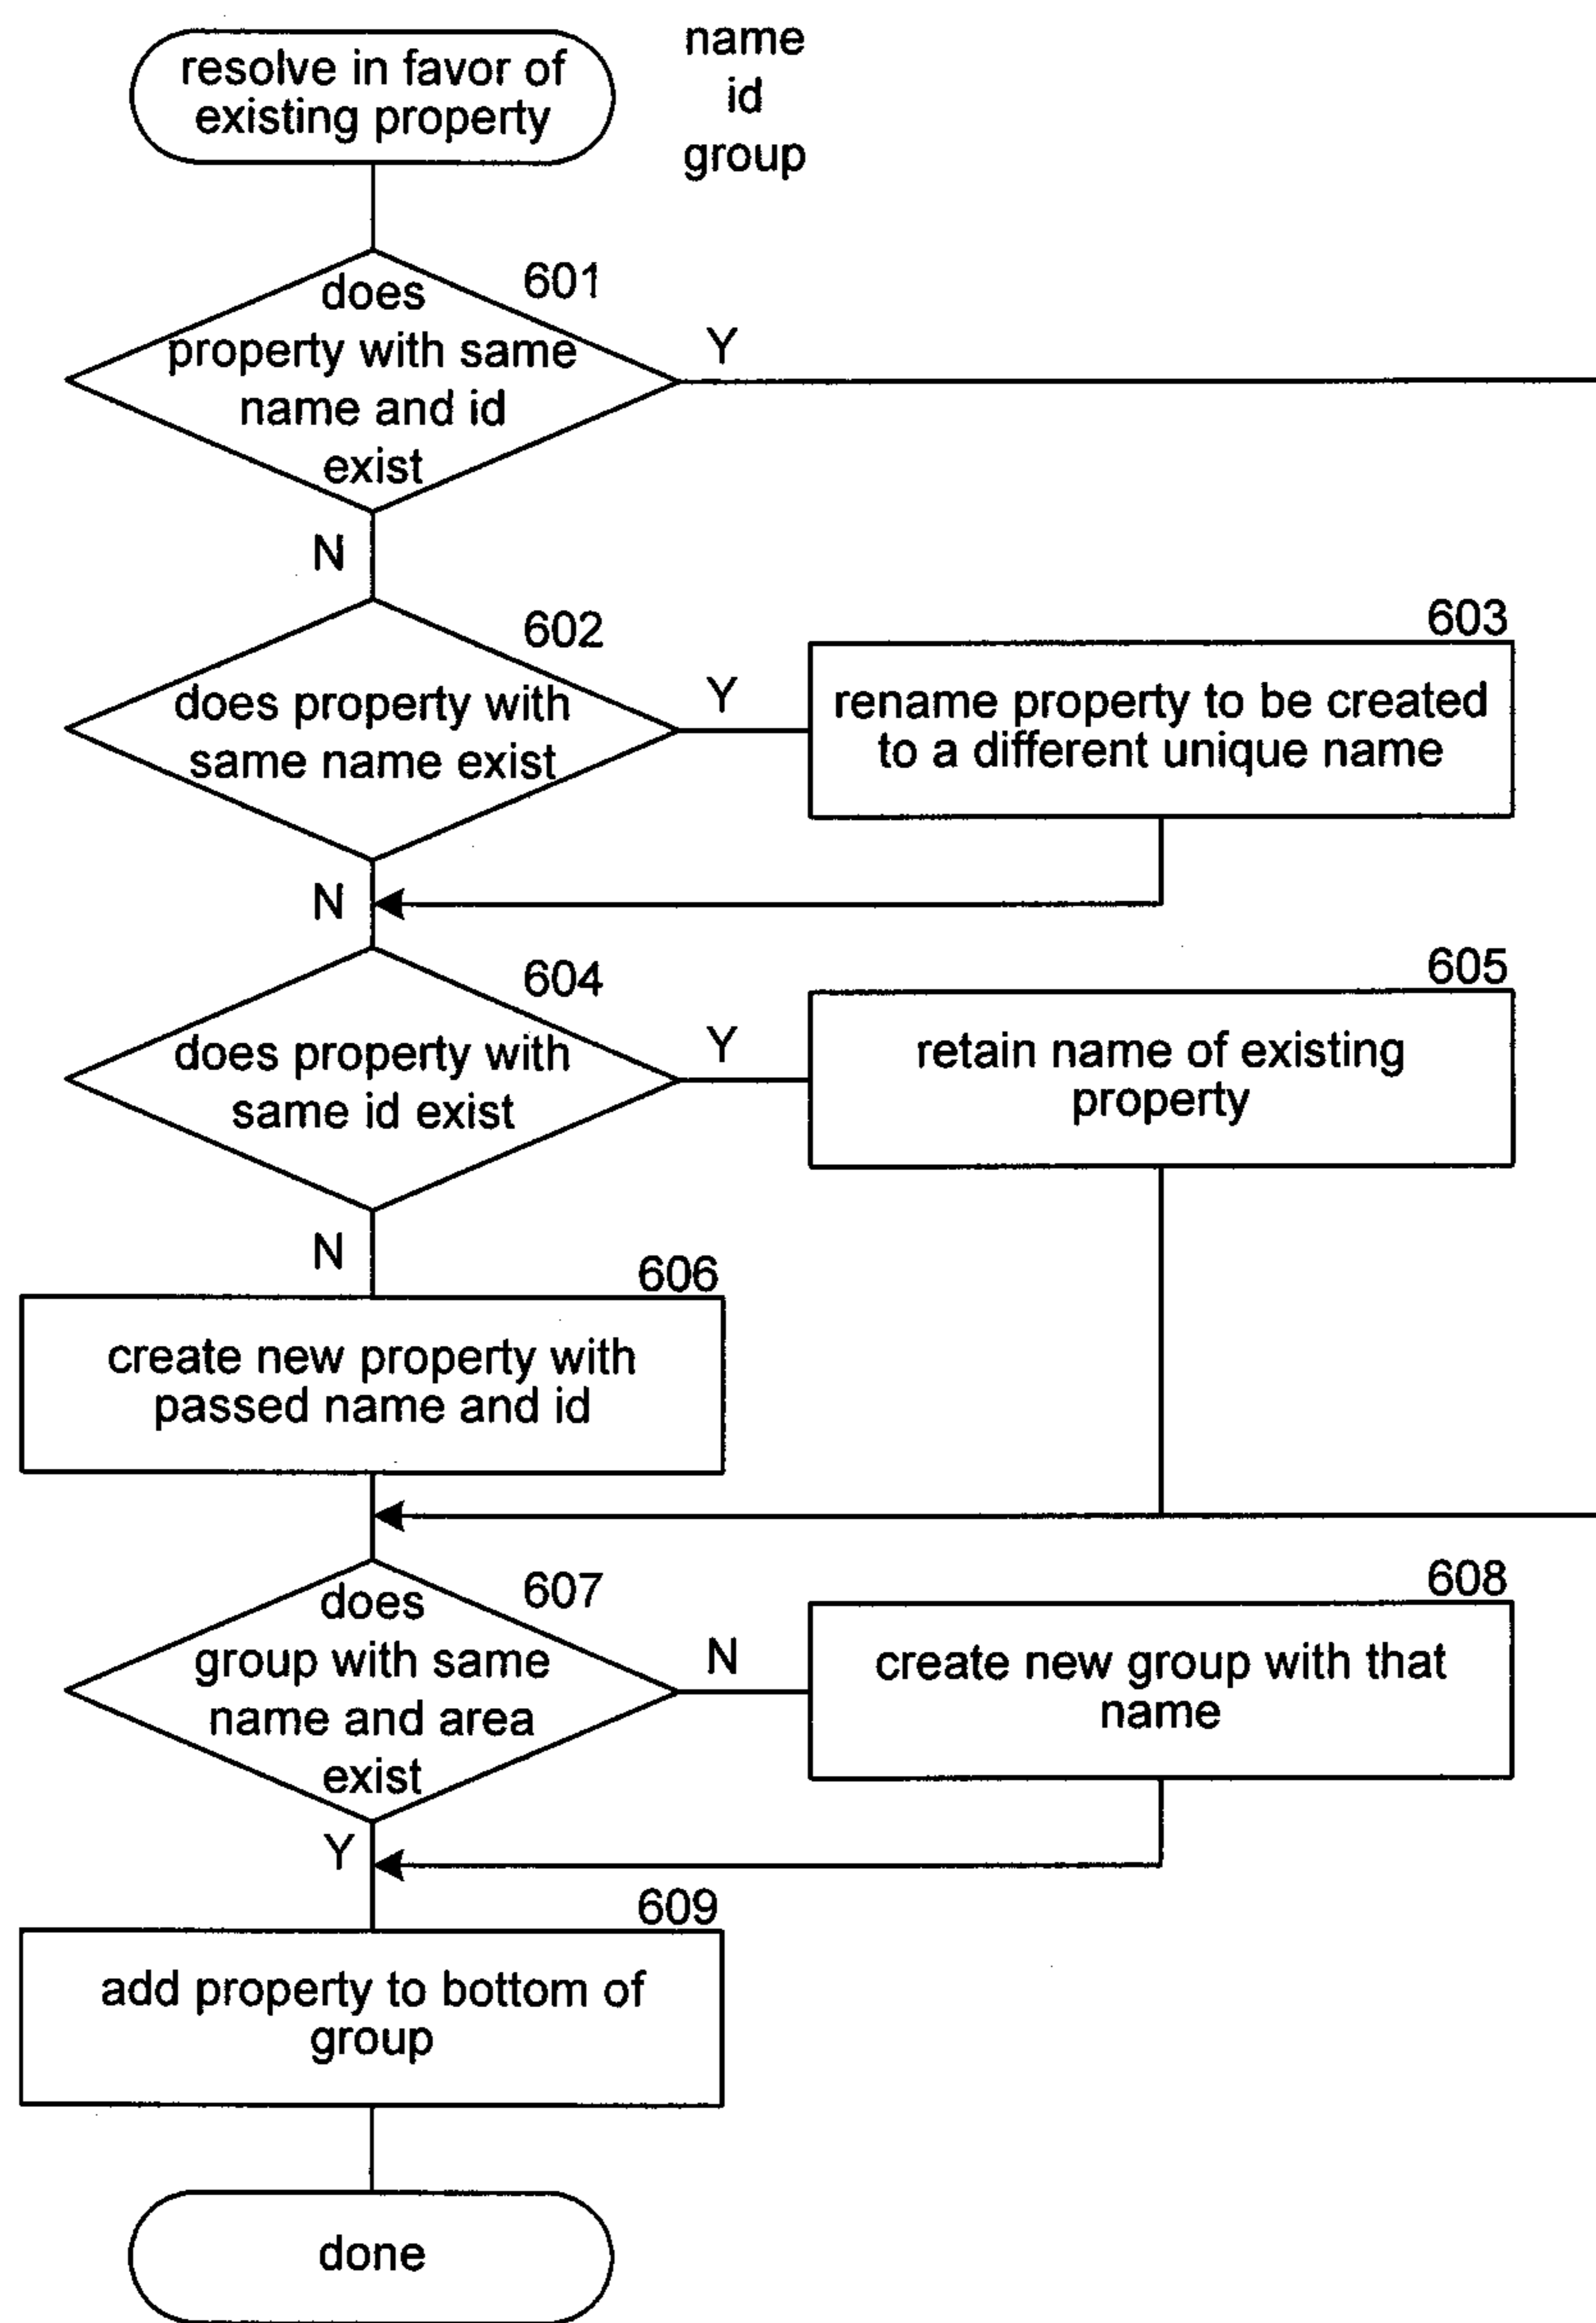 resolve in favor of
existing property
name
id
group
601
does
property with same
name and id
exist
Y
N
602
does property with
same name exist
Y
603
rename property to be created
to a different unique name
N
604
does property with
same id exist
Y
605
retain name of existing
property
N
606
create new property with
passed name and id
607
does
group with same
name and area
exist
N
608
create new group with that
name
Y
609
add property to bottom of
group
done